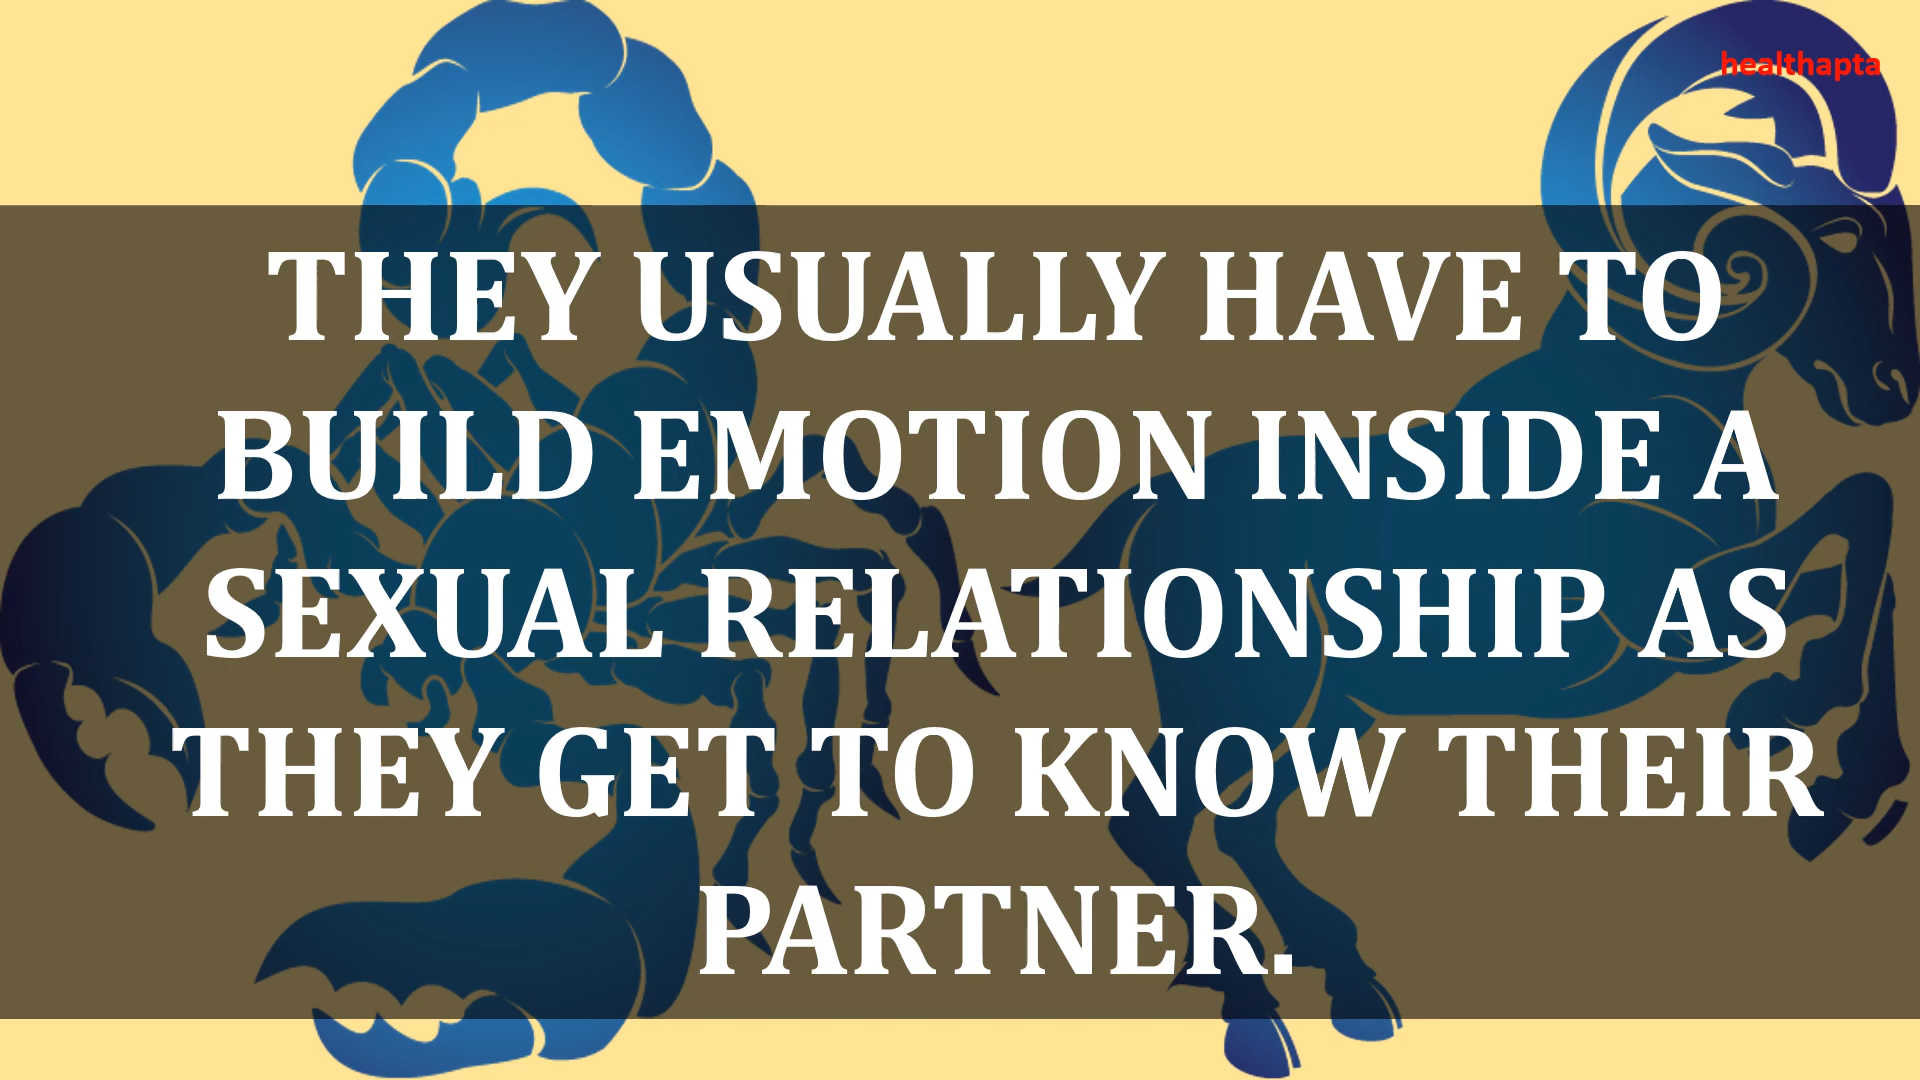 healthapta
THEY USUALLY HAVE TO
BUILD EMOTION INSIDE A
SEXUAL RELATIONSHIP AS
THEY GET TO KNOW THEIR
PARTNER.